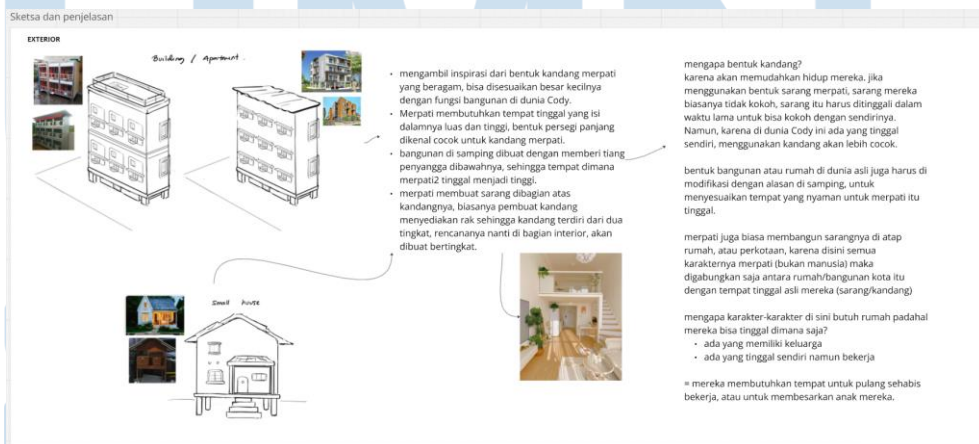 Sketsa dan penjelasan
EXTERIOR
Building / Apartment.
mengambil inspirasi dari bentuk kandang merpati
yang beragam, bisa disesuaikan besar kecilnya
dengan fungsi bangunan di dunia Cody.
Merpati membutuhkan tempat tinggal yang isi
dalamnya luas dan tinggi, bentuk persegi panjang
dikenal cocok untuk kandang merpati.
bangunan di samping dibuat dengan memberi tiang
penyangga dibawahnya, sehingga tempat dimana
merpati2 tinggal menjadi tinggi.
merpati membuat sarang dibagian atas
kandangnya, biasanya pembuat kandang
menyediakan rak sehingga kandang terdiri dari dua
tingkat, rencananya nanti di bagian interior, akan
dibuat bertingkat.
Small house
mengapa bentuk kandang?
karena akan memudahkan hidup mereka. jika
menggunakan bentuk sarang merpati, sarang mereka
biasanya tidak kokoh, sarang itu harus ditinggali dalam
waktu lama untuk bisa kokoh dengan sendirinya.
Namun, karena di dunia Cody ini ada yang tinggal
sendiri, menggunakan kandang akan lebih cocok.
bentuk bangunan atau rumah di dunia asli juga harus di
modifikasi dengan alasan di samping, untuk
menyesuaikan tempat yang nyaman untuk merpati itu
tinggal.
merpati juga biasa membangun sarangnya di atap
rumah, atau perkotaan, karena disini semua
karakternya merpati (bukan manusia) maka
digabungkan saja antara rumah/bangunan kota itu
dengan tempat tinggal asli mereka (sarang/kandang)
mengapa karakter-karakter di sini butuh rumah padahal
mereka bisa tinggal dimana saja?
ada yang memiliki keluarga
ada yang tinggal sendiri namun bekerja
= mereka membutuhkan tempat untuk pulang sehabis
bekerja, atau untuk membesarkan anak mereka.